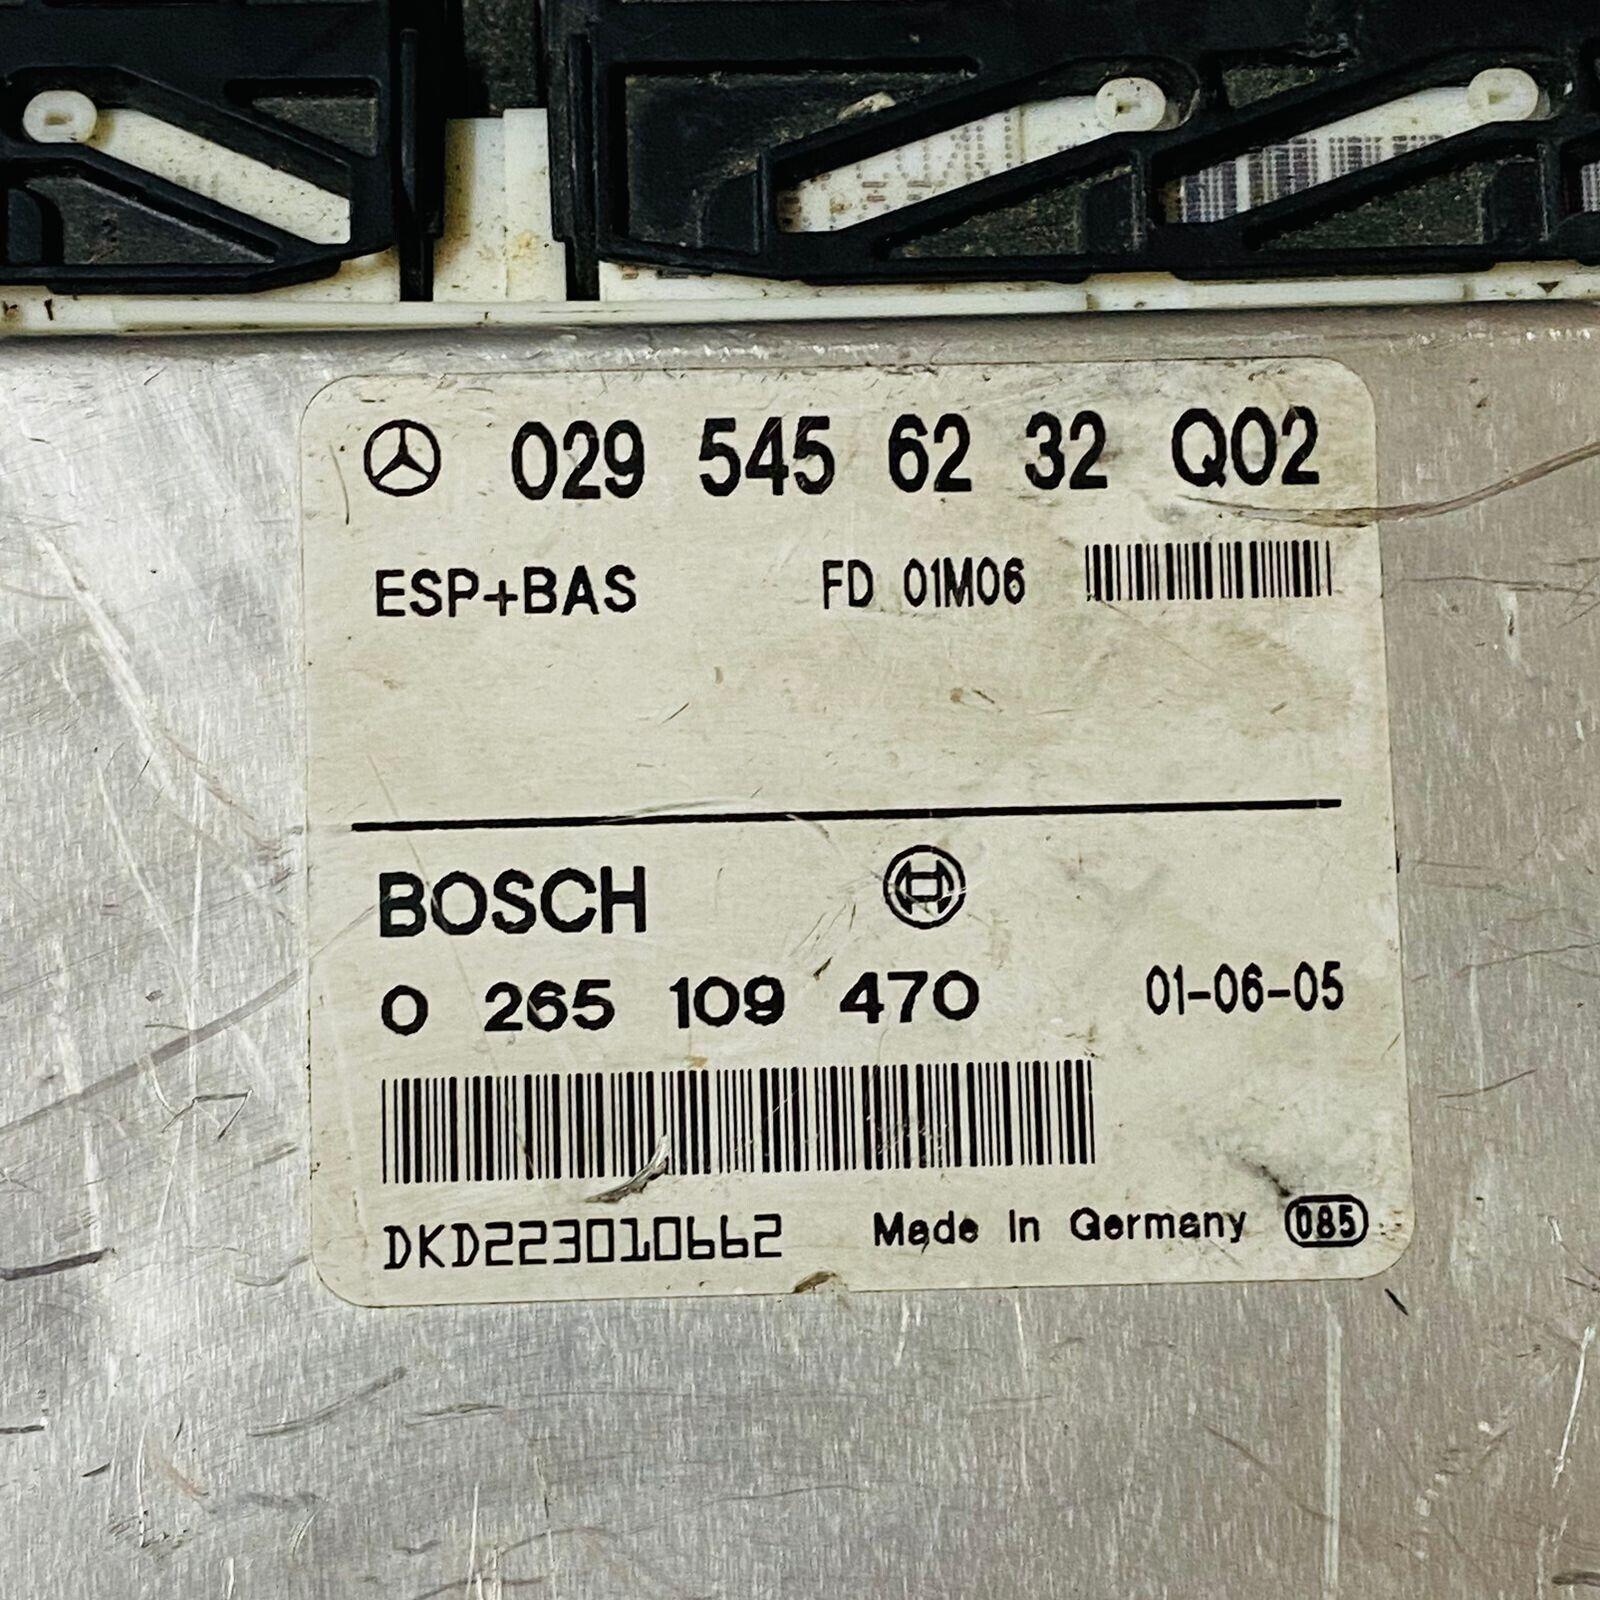 029 545 62 32 Q02
ESP+BAS FD 01M06
BOSCH
0 265 109 470 01-06-05
DKD223010662 Made In Germany 085